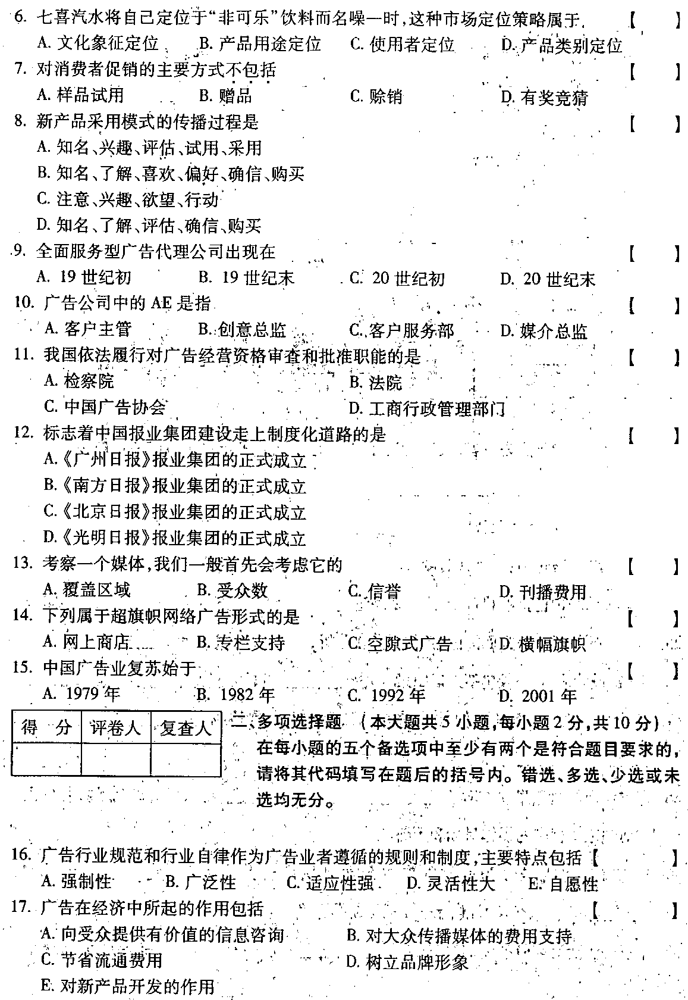 6. 七喜汽水将自己定位于“非可乐”饮料而名噪一时,这种市场定位策略属于 【 】
A. 文化象征定位 B. 产品用途定位 C. 使用者定位 D. 产品类别定位
7. 对消费者促销的主要方式不包括 【 】
A. 样品试用 B. 赠品 C. 赊销 D. 有奖竞猜
8. 新产品采用模式的传播过程是 【 】
A. 知名、兴趣、评估、试用、采用
B. 知名、了解、喜欢、偏好、确信、购买
C. 注意、兴趣、欲望、行动
D. 知名、了解、评估、确信、购买
9. 全面服务型广告代理公司出现在 【 】
A. 19 世纪初 B. 19 世纪末 C. 20 世纪初 D. 20 世纪末
10. 广告公司中的 AE 是指 【 】
A. 客户主管 B. 创意总监 C. 客户服务部 D. 媒介总监
11. 我国依法履行对广告经营资格审查和批准职能的是 【 】
A. 检察院 B. 法院
C. 中国广告协会 D. 工商行政管理部门
12. 标志着中国报业集团建设走上制度化道路的是 【 】
A.《广州日报》报业集团的正式成立
B.《南方日报》报业集团的正式成立
C.《北京日报》报业集团的正式成立
D.《光明日报》报业集团的正式成立
13. 考察一个媒体,我们一般首先会考虑它的 【 】
A. 覆盖区域 B. 受众数 C. 信誉 D. 刊播费用
14. 下列属于超旗帜网络广告形式的是 【 】
A. 网上商店 B. 专栏支持 C. 空隙式广告 D. 横幅旗帜
15. 中国广告业复苏始于 【 】
A. 1979 年 B. 1982 年 C. 1992 年 D. 2001 年
得 分 评卷人 复查人
二、多项选择题 (本大题共 5 小题,每小题 2 分,共 10 分)
在每小题的五个备选项中至少有两个是符合题目要求的,
请将其代码填写在题后的括号内。错选、多选、少选或未
选均无分。
16. 广告行业规范和行业自律作为广告业者遵循的规则和制度,主要特点包括【 】
A. 强制性 B. 广泛性 C. 适应性强 D. 灵活性大 E. 自愿性
17. 广告在经济中所起的作用包括 【 】
A. 向受众提供有价值的信息咨询 B. 对大众传播媒体的费用支持
C. 节省流通费用 D. 树立品牌形象
E. 对新产品开发的作用